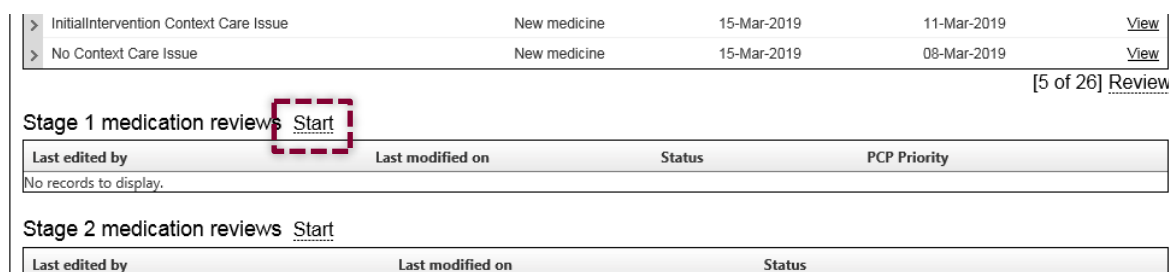 > InitialIntervention Context Care Issue New medicine 15-Mar-2019 11-Mar-2019 View
> No Context Care Issue New medicine 15-Mar-2019 08-Mar-2019 View
[5 of 26] Review
Stage 1 medication reviews Start
Last edited by Last modified on Status PCP Priority
No records to display.
Stage 2 medication reviews Start
Last edited by Last modified on Status